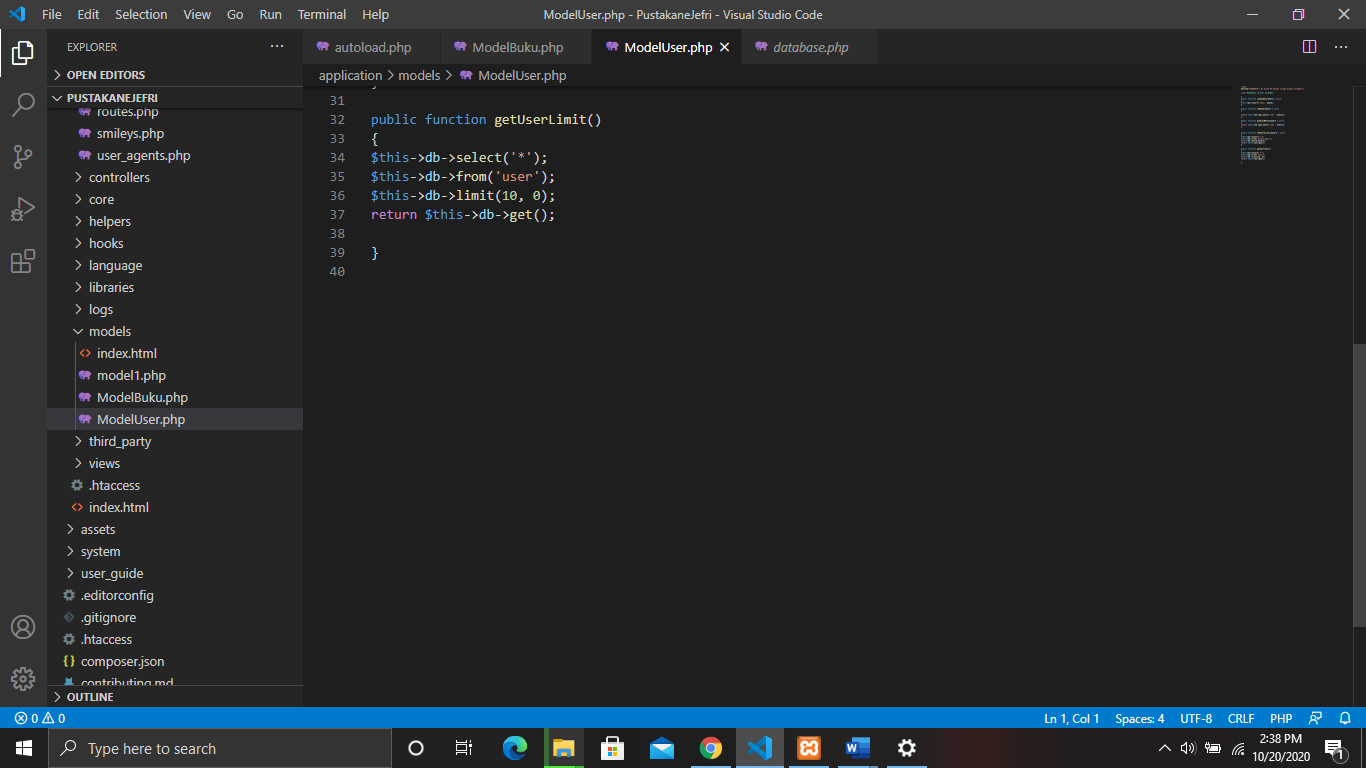 File Edit Selection View Go Run Terminal Help ModelUser.php - PustakaneJefri - Visual Studio Code
EXPLORER
OPEN EDITORS
PUSTAKANEJEFRI
routes.php
smileys.php
user_agents.php
controllers
core
helpers
hooks
language
libraries
logs
models
index.html
model1.php
ModelBuku.php
ModelUser.php
third_party
views
.htaccess
index.html
assets
system
user_guide
.editorconfig
.gitignore
.htaccess
composer.json
contributing.md
OUTLINE
autoload.php ModelBuku.php ModelUser.php database.php
application > models > ModelUser.php
31
32 public function getUserLimit()
33 {
34 $this->db->select('*');
35 $this->db->from('user');
36 $this->db->limit(10, 0);
37 return $this->db->get();
38
39 }
40
0 0 Ln 1, Col 1 Spaces: 4 UTF-8 CRLF PHP
Type here to search
2:38 PM
10/20/2020
1